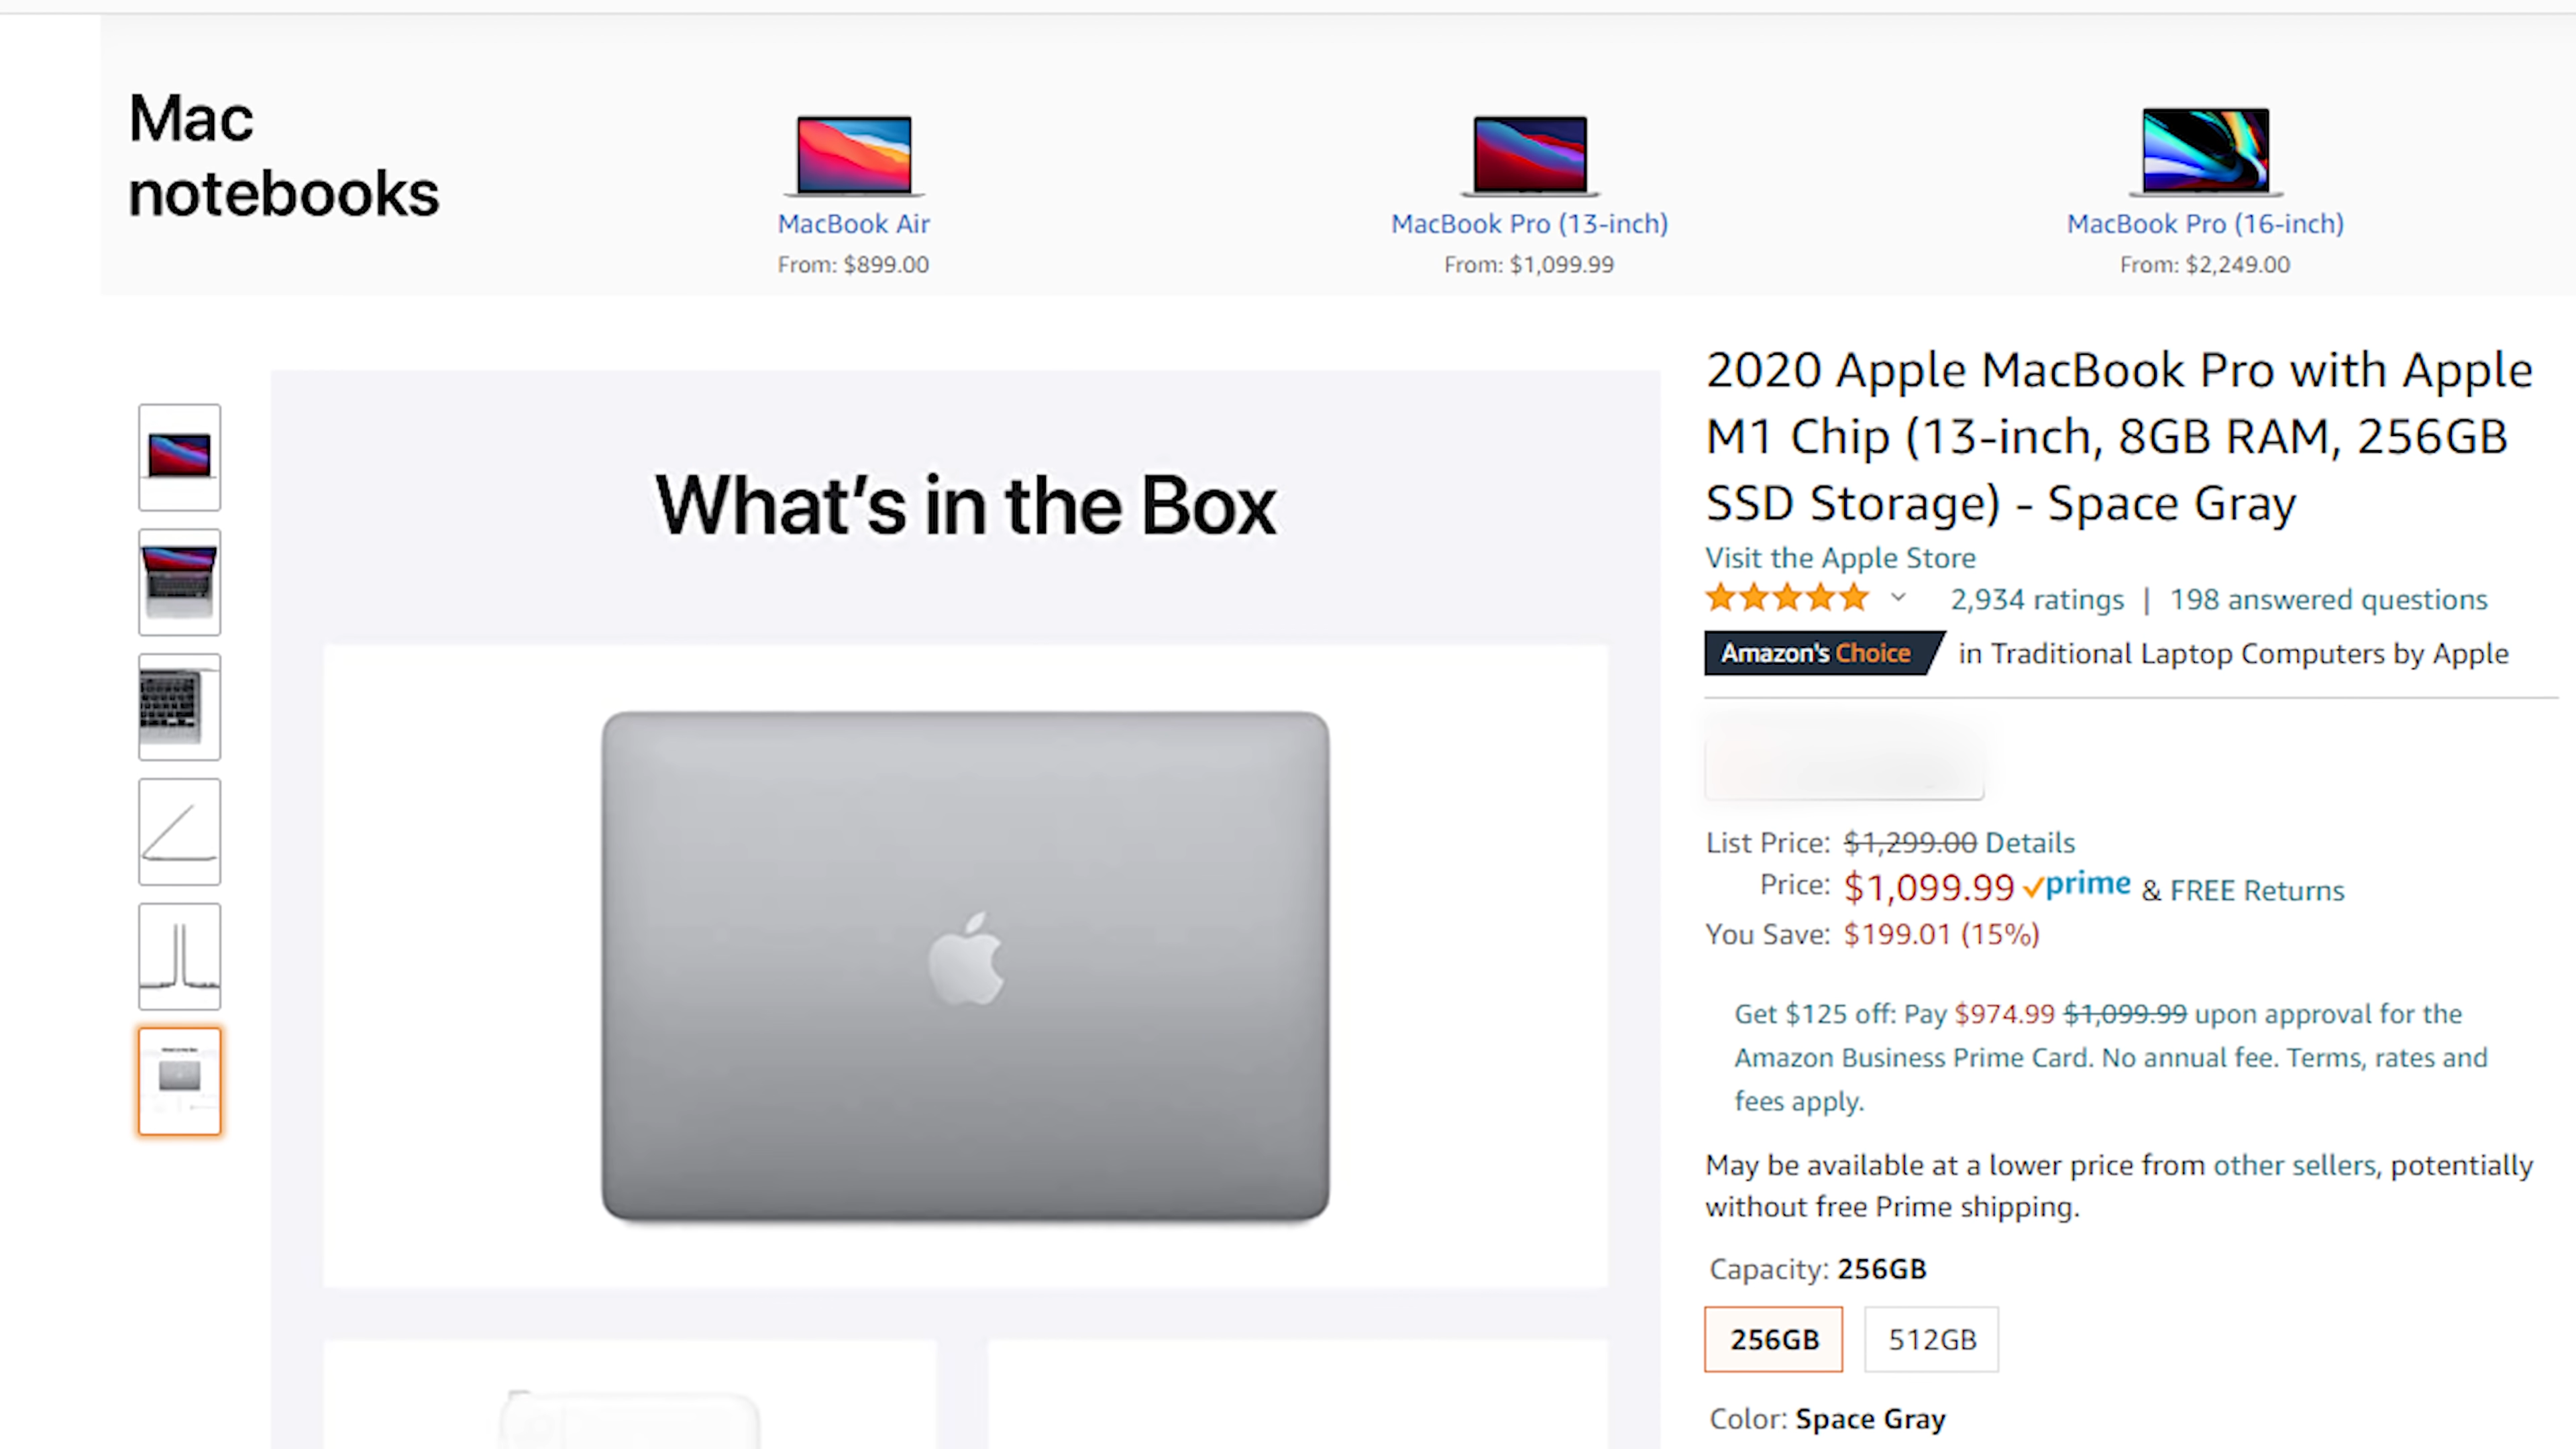 Mac
notebooks
MacBook Air
From: $899.00
MacBook Pro (13-inch)
From: $1,099.99
MacBook Pro (16-inch)
From: $2,249.00
What's in the Box
2020 Apple MacBook Pro with Apple
M1 Chip (13-inch, 8GB RAM, 256GB
SSD Storage) - Space Gray
Visit the Apple Store
2,934 ratings | 198 answered questions
Amazon's Choice in Traditional Laptop Computers by Apple
List Price: $1,299.00 Details
Price: $1,099.99 prime & FREE Returns
You Save: $199.01 (15%)
Get $125 off: Pay $974.99 $1,099.99 upon approval for the
Amazon Business Prime Card. No annual fee. Terms, rates and
fees apply.
May be available at a lower price from other sellers, potentially
without free Prime shipping.
Capacity: 256GB
256GB 512GB
Color: Space Gray